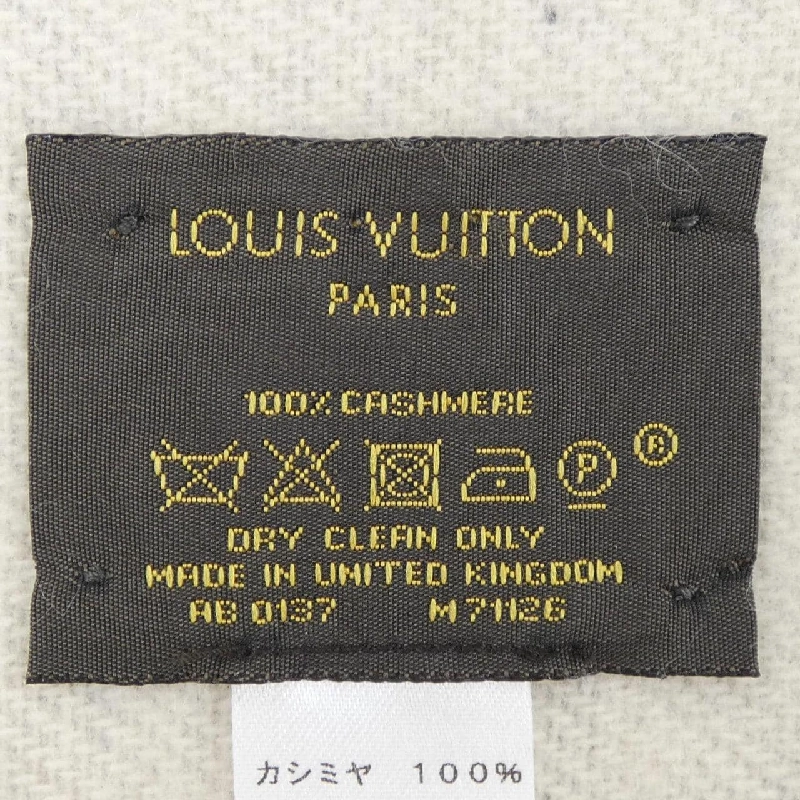 LOUIS VUITTON
PARIS
100% CASHMERE
P ®
DRY CLEAN ONLY
MADE IN UNITED KINGDOM
AB 0137 M71126
カシミヤ 100%